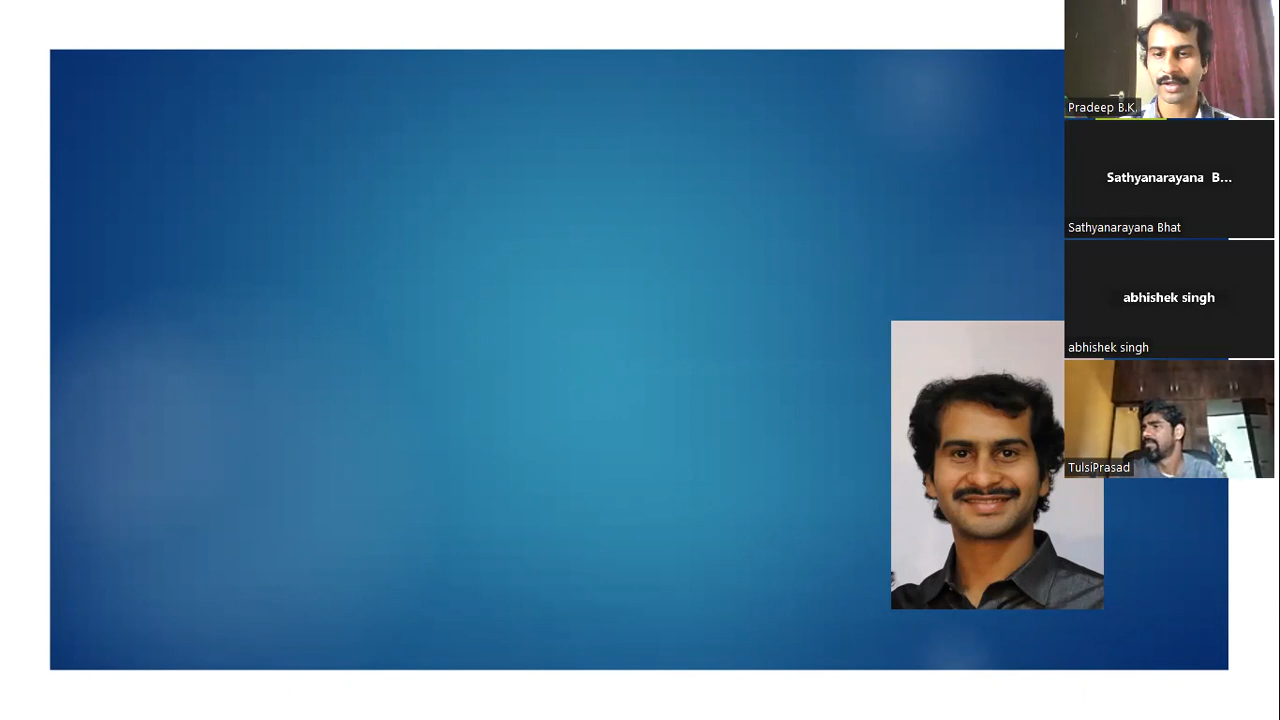 Pradeep B.K.
Sathyanarayana B...
Sathyanarayana Bhat
abhishek singh
abhishek singh
TulsiPrasad